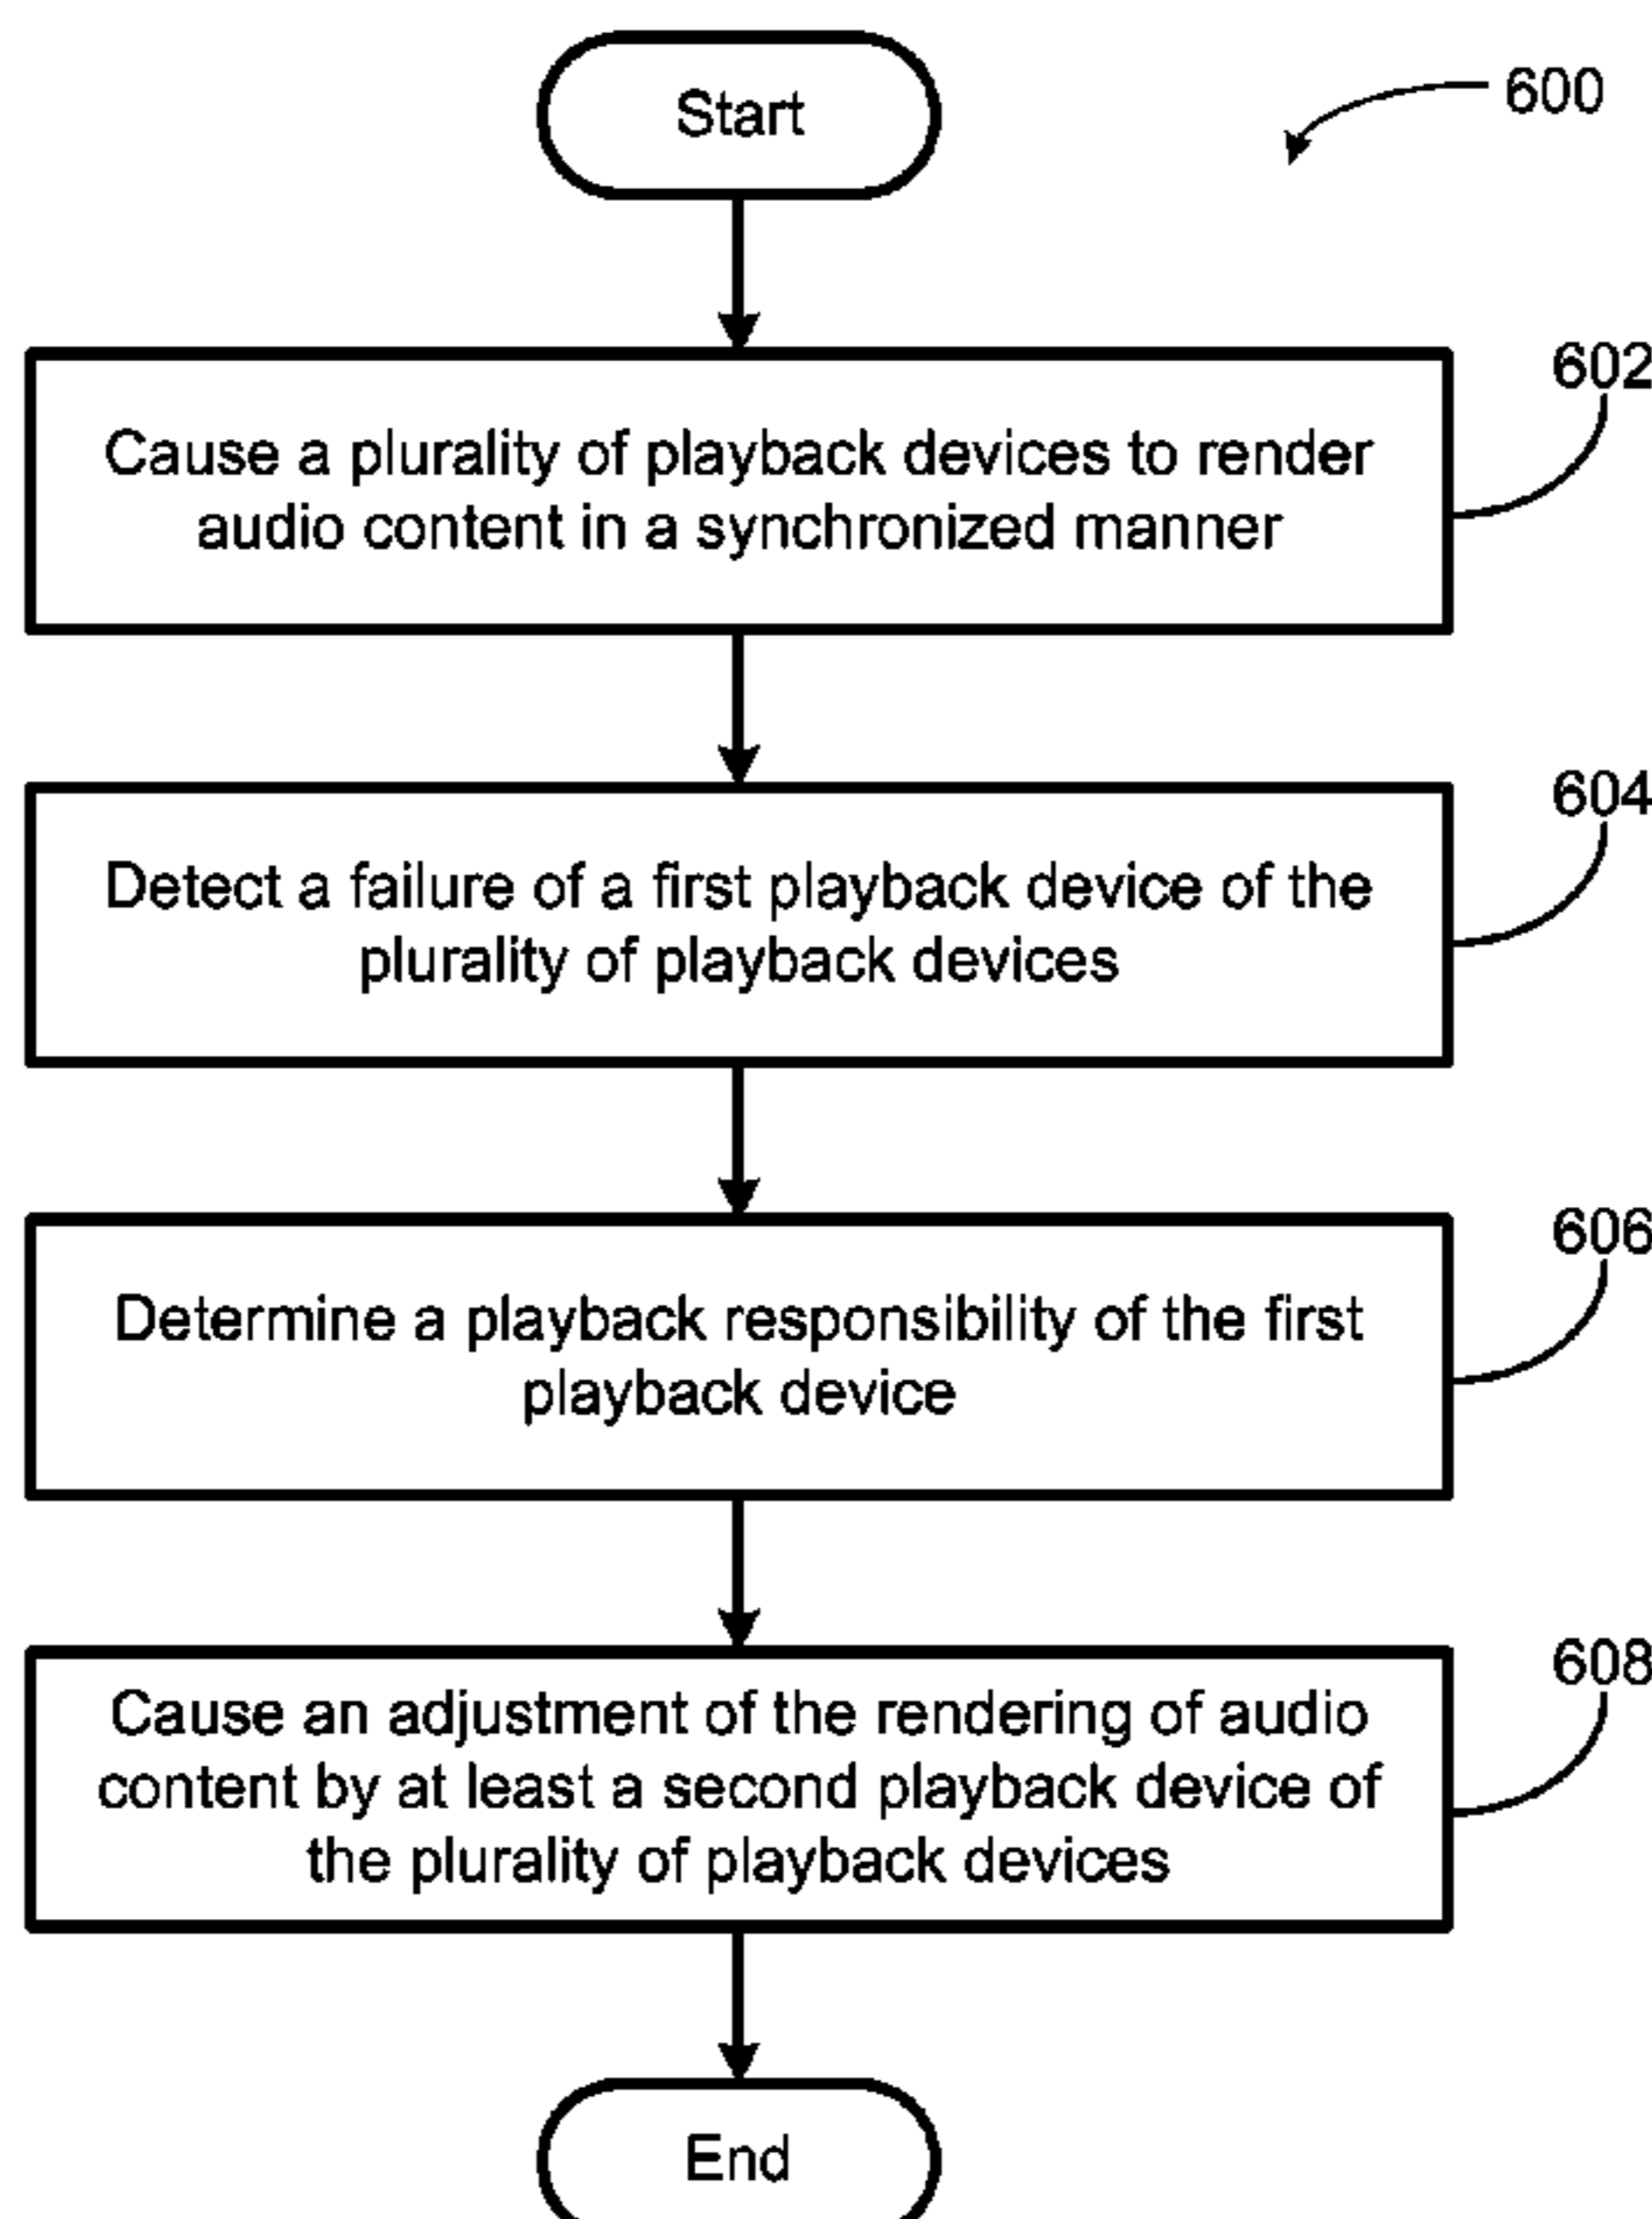 Start
600
602
Cause a plurality of playback devices to render
audio content in a synchronized manner
604
Detect a failure of a first playback device of the
plurality of playback devices
606
Determine a playback responsibility of the first
playback device
608
Cause an adjustment of the rendering of audio
content by at least a second playback device of
the plurality of playback devices
End